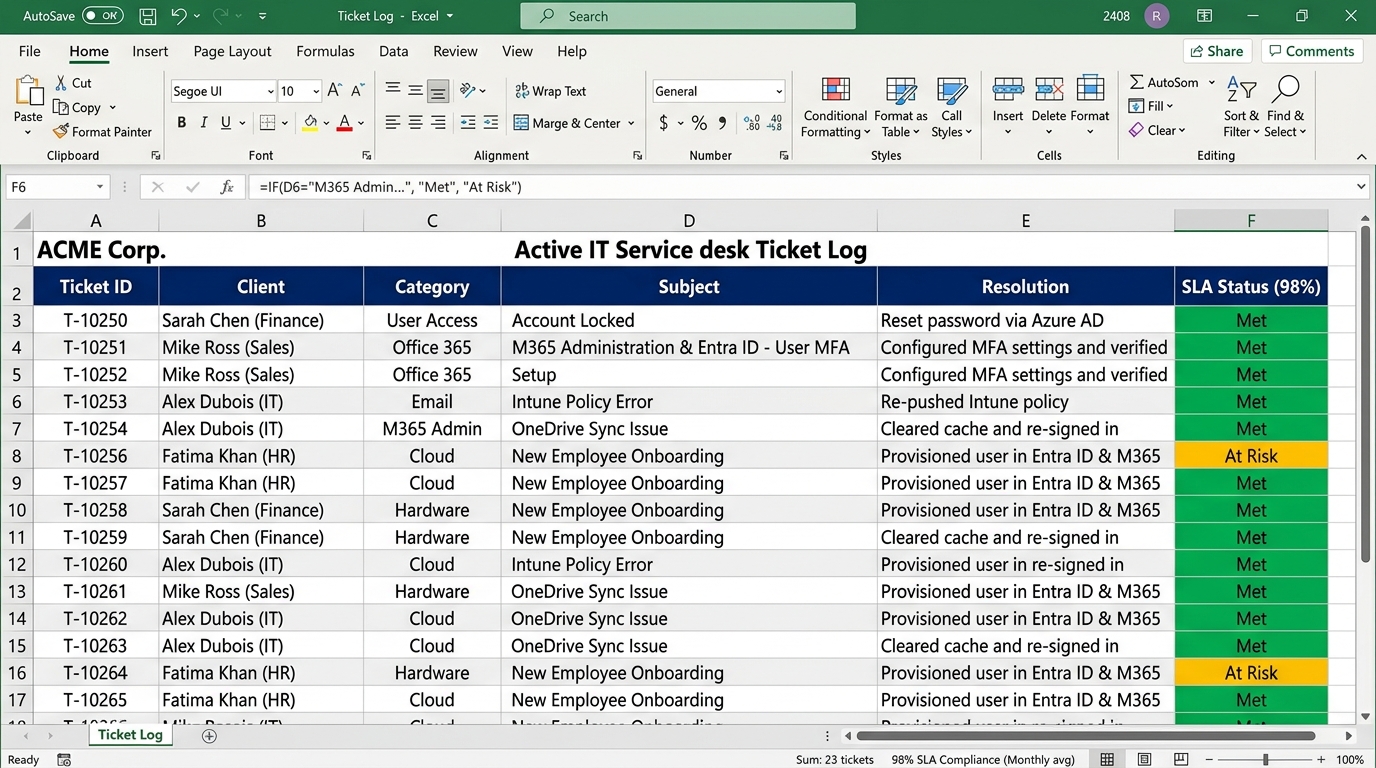 AutoSave OK Ticket Log - Excel Search 2408 R
File Home Insert Page Layout Formulas Data Review View Help Share Comments
Paste Cut Copy Format Painter
Clipboard
Segoe UI 10 A A
B I U A
Font
Wrap Text
Merge & Center
Alignment
General
$ % 9
Number
Conditional Formatting Format as Table Call Styles
Styles
Insert Delete Format
Cells
AutoSom Fill Clear Sort & Filter Find & Select
Editing
F6 fx =IF(D6="M365 Admin...", "Met", "At Risk")
A B C D E F
1 ACME Corp. Active IT Service desk Ticket Log
2 Ticket ID Client Category Subject Resolution SLA Status (98%)
3 T-10250 Sarah Chen (Finance) User Access Account Locked Reset password via Azure AD Met
4 T-10251 Mike Ross (Sales) Office 365 M365 Administration & Entra ID - User MFA Configured MFA settings and verified Met
5 T-10252 Mike Ross (Sales) Office 365 Setup Configured MFA settings and verified Met
6 T-10253 Alex Dubois (IT) Email Intune Policy Error Re-pushed Intune policy Met
7 T-10254 Alex Dubois (IT) M365 Admin OneDrive Sync Issue Cleared cache and re-signed in Met
8 T-10256 Fatima Khan (HR) Cloud New Employee Onboarding Provisioned user in Entra ID & M365 At Risk
9 T-10257 Fatima Khan (HR) Cloud New Employee Onboarding Provisioned user in Entra ID & M365 Met
10 T-10258 Sarah Chen (Finance) Hardware New Employee Onboarding Provisioned user in Entra ID & M365 Met
11 T-10259 Sarah Chen (Finance) Hardware New Employee Onboarding Cleared cache and re-signed in Met
12 T-10260 Alex Dubois (IT) Cloud Intune Policy Error Provisioned user in re-signed in Met
13 T-10261 Mike Ross (Sales) Hardware OneDrive Sync Issue Provisioned user in Entra ID & M365 Met
14 T-10262 Alex Dubois (IT) Cloud OneDrive Sync Issue Provisioned user in Entra ID & M365 Met
15 T-10263 Alex Dubois (IT) Cloud OneDrive Sync Issue Cleared cache and re-signed in Met
16 T-10264 Fatima Khan (HR) Hardware New Employee Onboarding Provisioned user in Entra ID & M365 At Risk
17 T-10265 Fatima Khan (HR) Cloud New Employee Onboarding Provisioned user in Entra ID & M365 Met
Ticket Log
Ready Sum: 23 tickets 98% SLA Compliance (Monthly avg) 100%